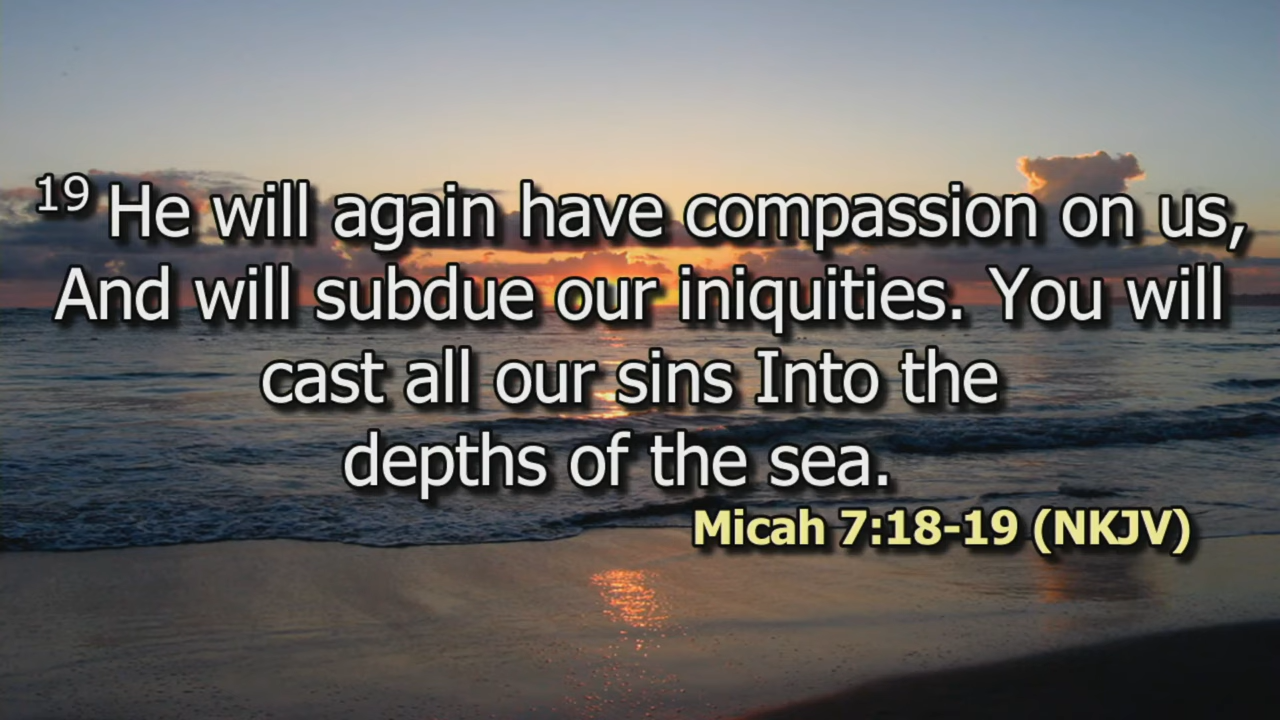 19 He will again have compassion on us,
And will subdue our iniquities. You will
cast all our sins Into the
depths of the sea.
Micah 7:18-19 (NKJV)